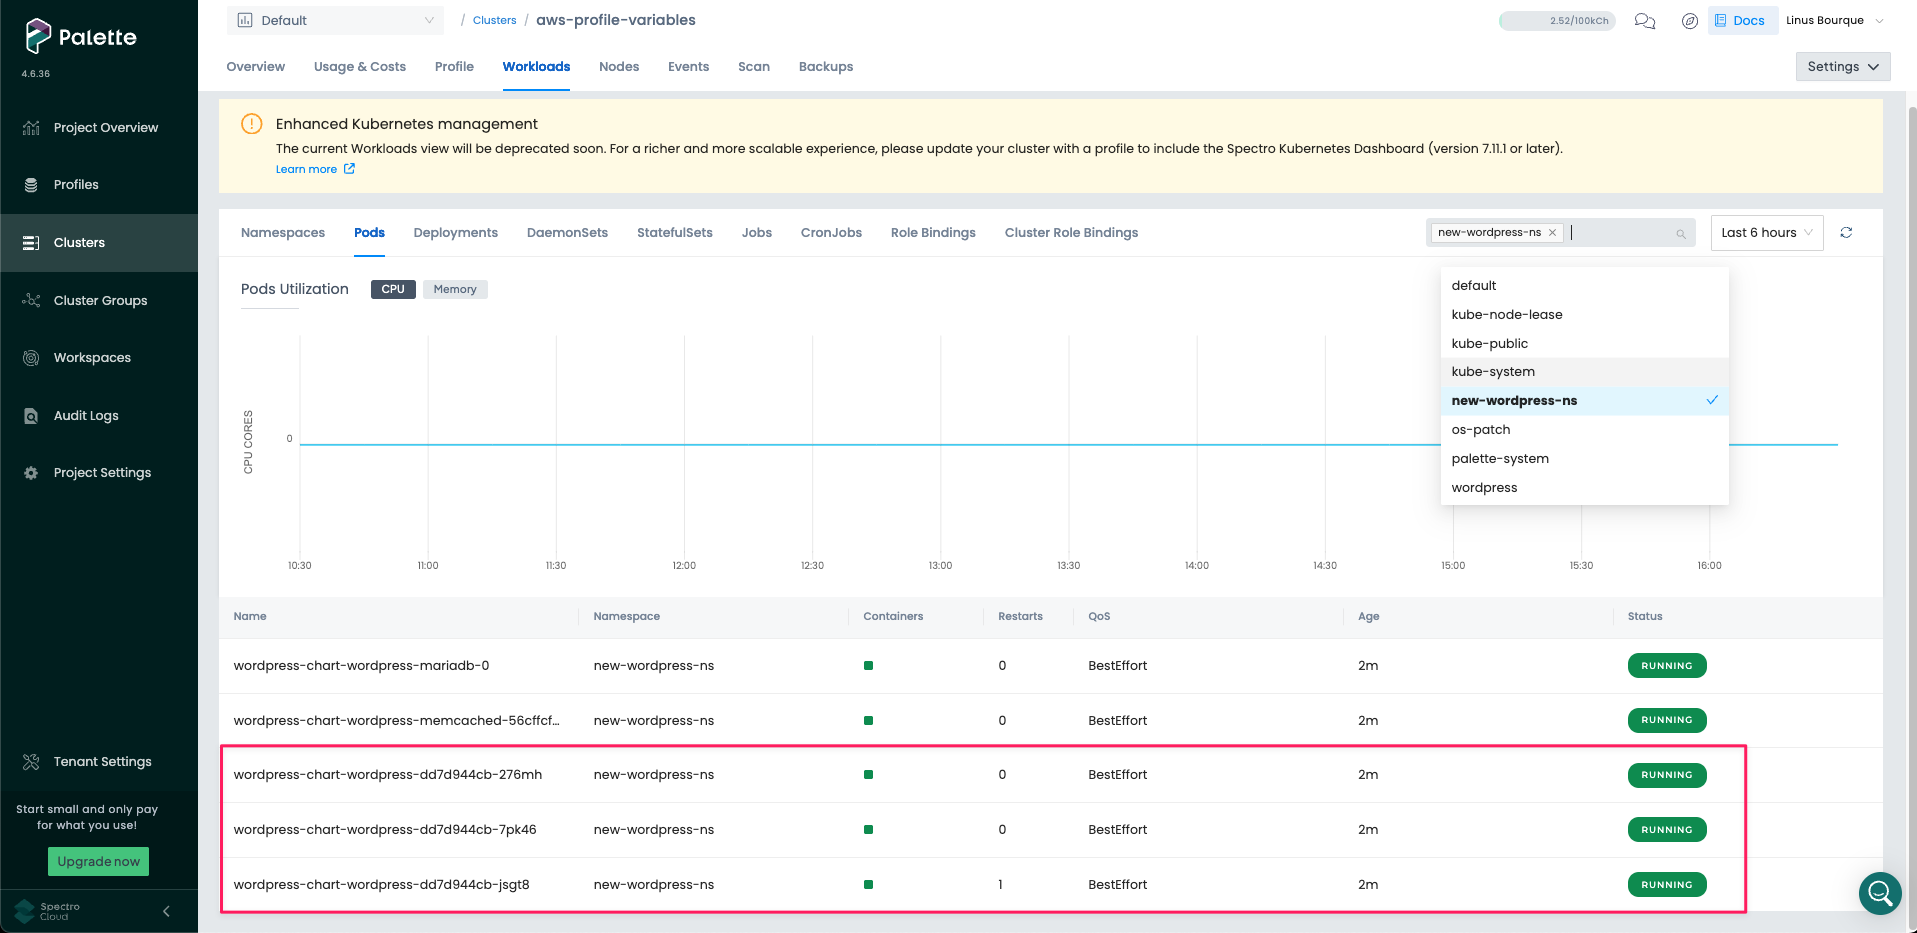 Palette
4.6.36
Project Overview
Profiles
Clusters
Cluster Groups
Workspaces
Audit Logs
Project Settings
Tenant Settings
Start small and only pay
for what you use!
Upgrade now
Spectro
Cloud
Default
/ Clusters / aws-profile-variables
2.52/100kCh
Docs
Linus Bourque
Overview Usage & Costs Profile Workloads Nodes Events Scan Backups
Settings
Enhanced Kubernetes management
The current Workloads view will be deprecated soon. For a richer and more scalable experience, please update your cluster with a profile to include the Spectro Kubernetes Dashboard (version 7.11.1 or later).
Learn more
Namespaces Pods Deployments DaemonSets StatefulSets Jobs CronJobs Role Bindings Cluster Role Bindings
new-wordpress-ns
Last 6 hours
default
kube-node-lease
kube-public
kube-system
new-wordpress-ns
os-patch
palette-system
wordpress
Pods Utilization CPU Memory
CPU CORES
0
10:30 11:00 11:30 12:00 12:30 13:00 13:30 14:00 14:30 15:00 15:30 16:00
Name Namespace Containers Restarts QoS Age Status
wordpress-chart-wordpress-mariadb-0 new-wordpress-ns 0 BestEffort 2m RUNNING
wordpress-chart-wordpress-memcached-56cffcf... new-wordpress-ns 0 BestEffort 2m RUNNING
wordpress-chart-wordpress-dd7d944cb-276mh new-wordpress-ns 0 BestEffort 2m RUNNING
wordpress-chart-wordpress-dd7d944cb-7pk46 new-wordpress-ns 0 BestEffort 2m RUNNING
wordpress-chart-wordpress-dd7d944cb-jsgt8 new-wordpress-ns 1 BestEffort 2m RUNNING